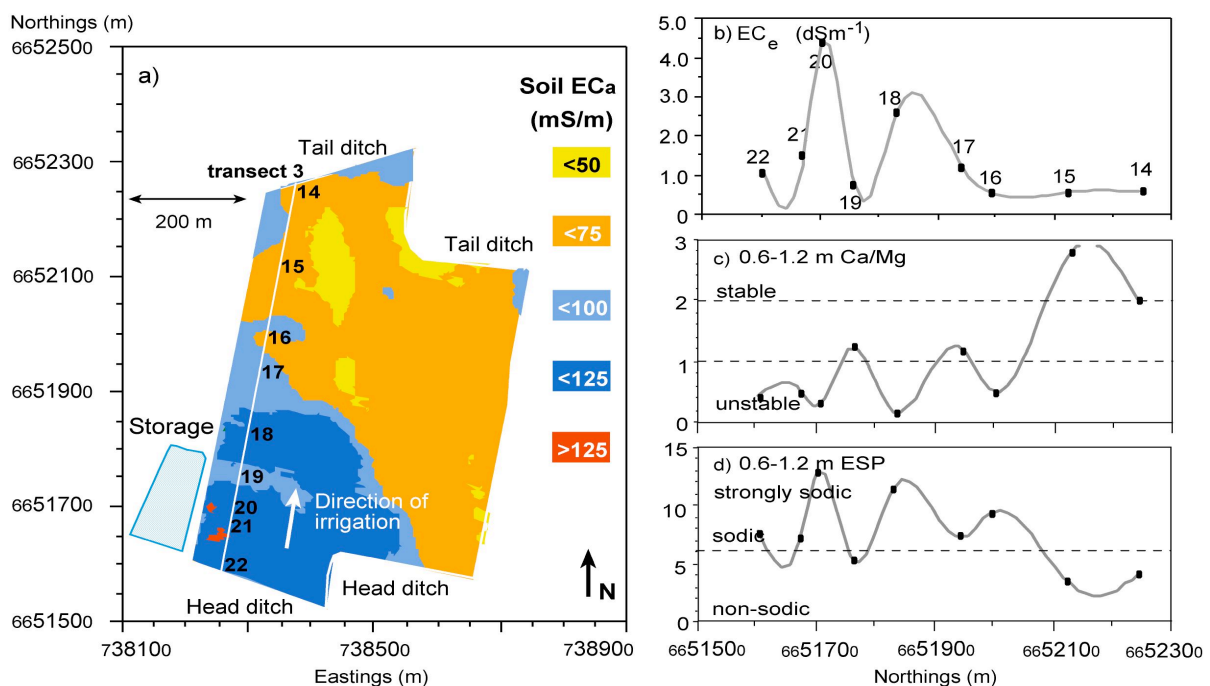 Northings (m)
6652500
6652300
6652100
6651900
6651700
6651500
a)
Soil ECa
(mS/m)
<50
<75
<100
<125
>125
Tail ditch
transect 3
200 m
Tail ditch
14
15
16
17
18
19
20
21
22
Storage
Direction of
irrigation
N
Head ditch
Head ditch
738100
738500
738900
Eastings (m)
b) ECe (dSm-1)
5.0
4.0
3.0
2.0
1.0
0
22
21
20
19
18
17
16
15
14
c) 0.6-1.2 m Ca/Mg
3
2
1
0
stable
unstable
d) 0.6-1.2 m ESP
15
10
5
0
strongly sodic
sodic
non-sodic
6651500
6651700
6651900
6652100
6652300
Northings (m)